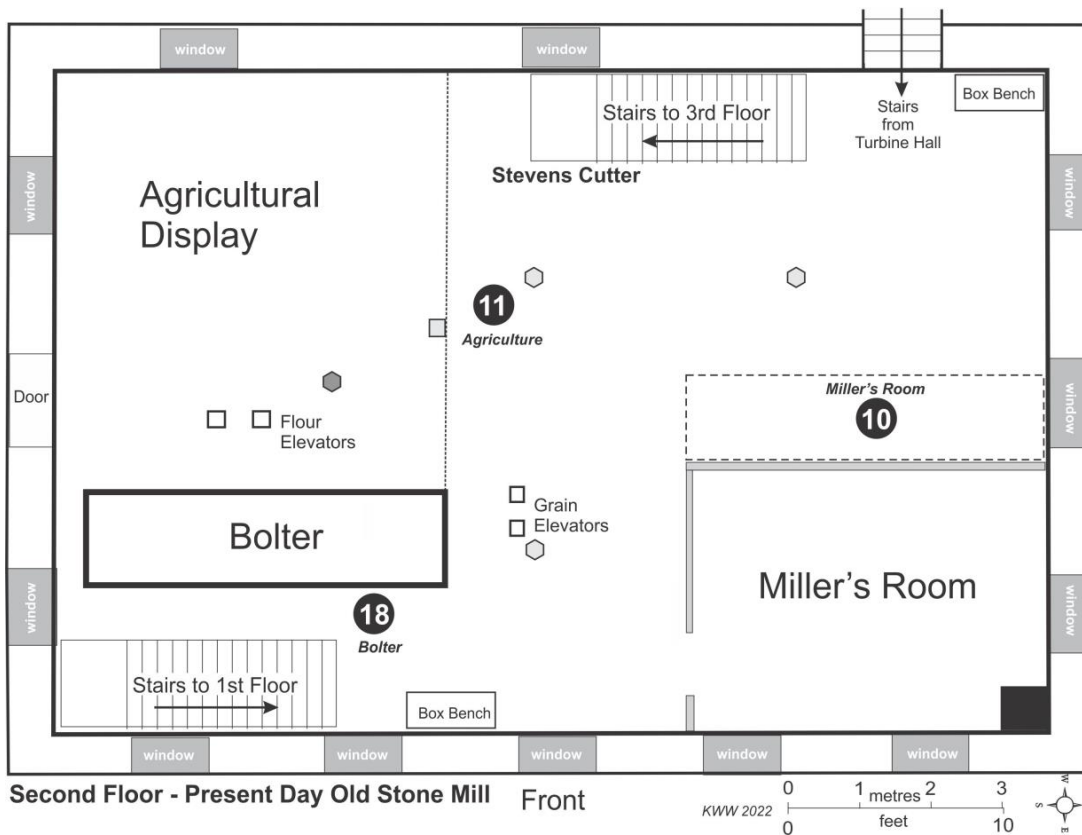 window
window
Stairs to 3rd Floor
Stairs
from
Turbine Hall
Box Bench
window
window
Stevens Cutter
Agricultural
Display
11
Agriculture
Door
Flour
Elevators
Miller's Room
10
window
Grain
Elevators
Bolter
Miller's Room
window
window
18
Bolter
Stairs to 1st Floor
Box Bench
window
window
window
window
window
Second Floor - Present Day Old Stone Mill
Front
KWW 2022
0 1 metres 2 3
0 feet 10
W
S
N
E